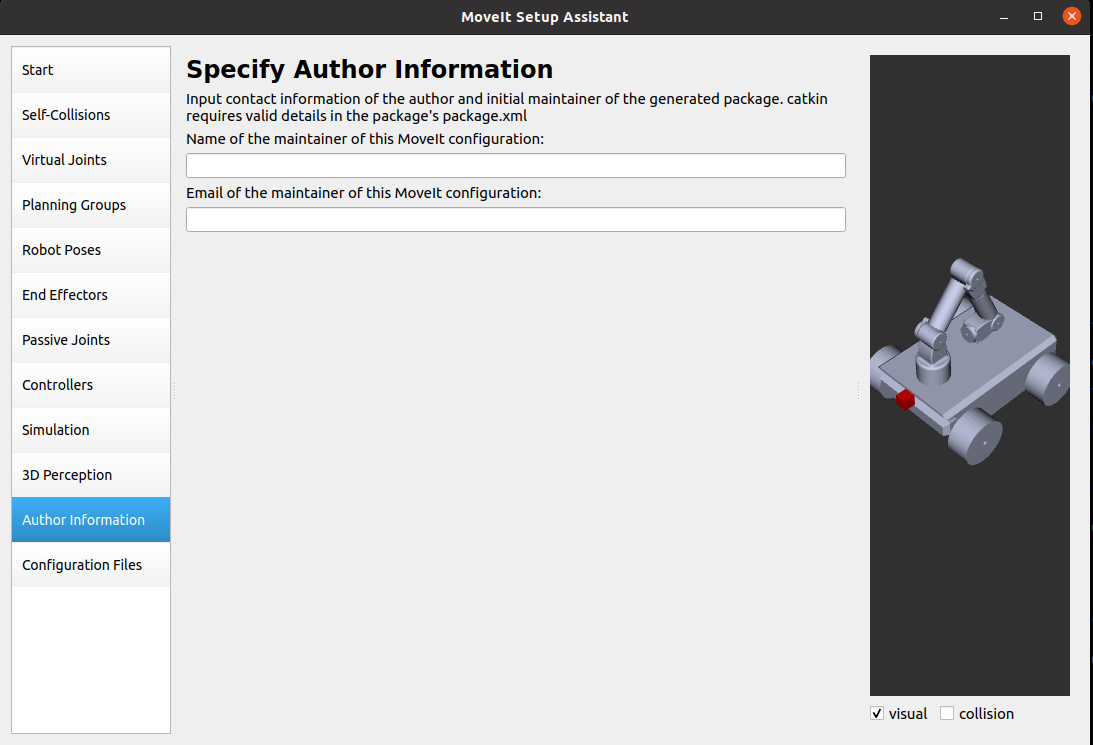 MoveIt Setup Assistant
Start
Self-Collisions
Virtual Joints
Planning Groups
Robot Poses
End Effectors
Passive Joints
Controllers
Simulation
3D Perception
Author Information
Configuration Files
Specify Author Information
Input contact information of the author and initial maintainer of the generated package. catkin
requires valid details in the package's package.xml
Name of the maintainer of this MoveIt configuration:
Email of the maintainer of this MoveIt configuration:
visual
collision